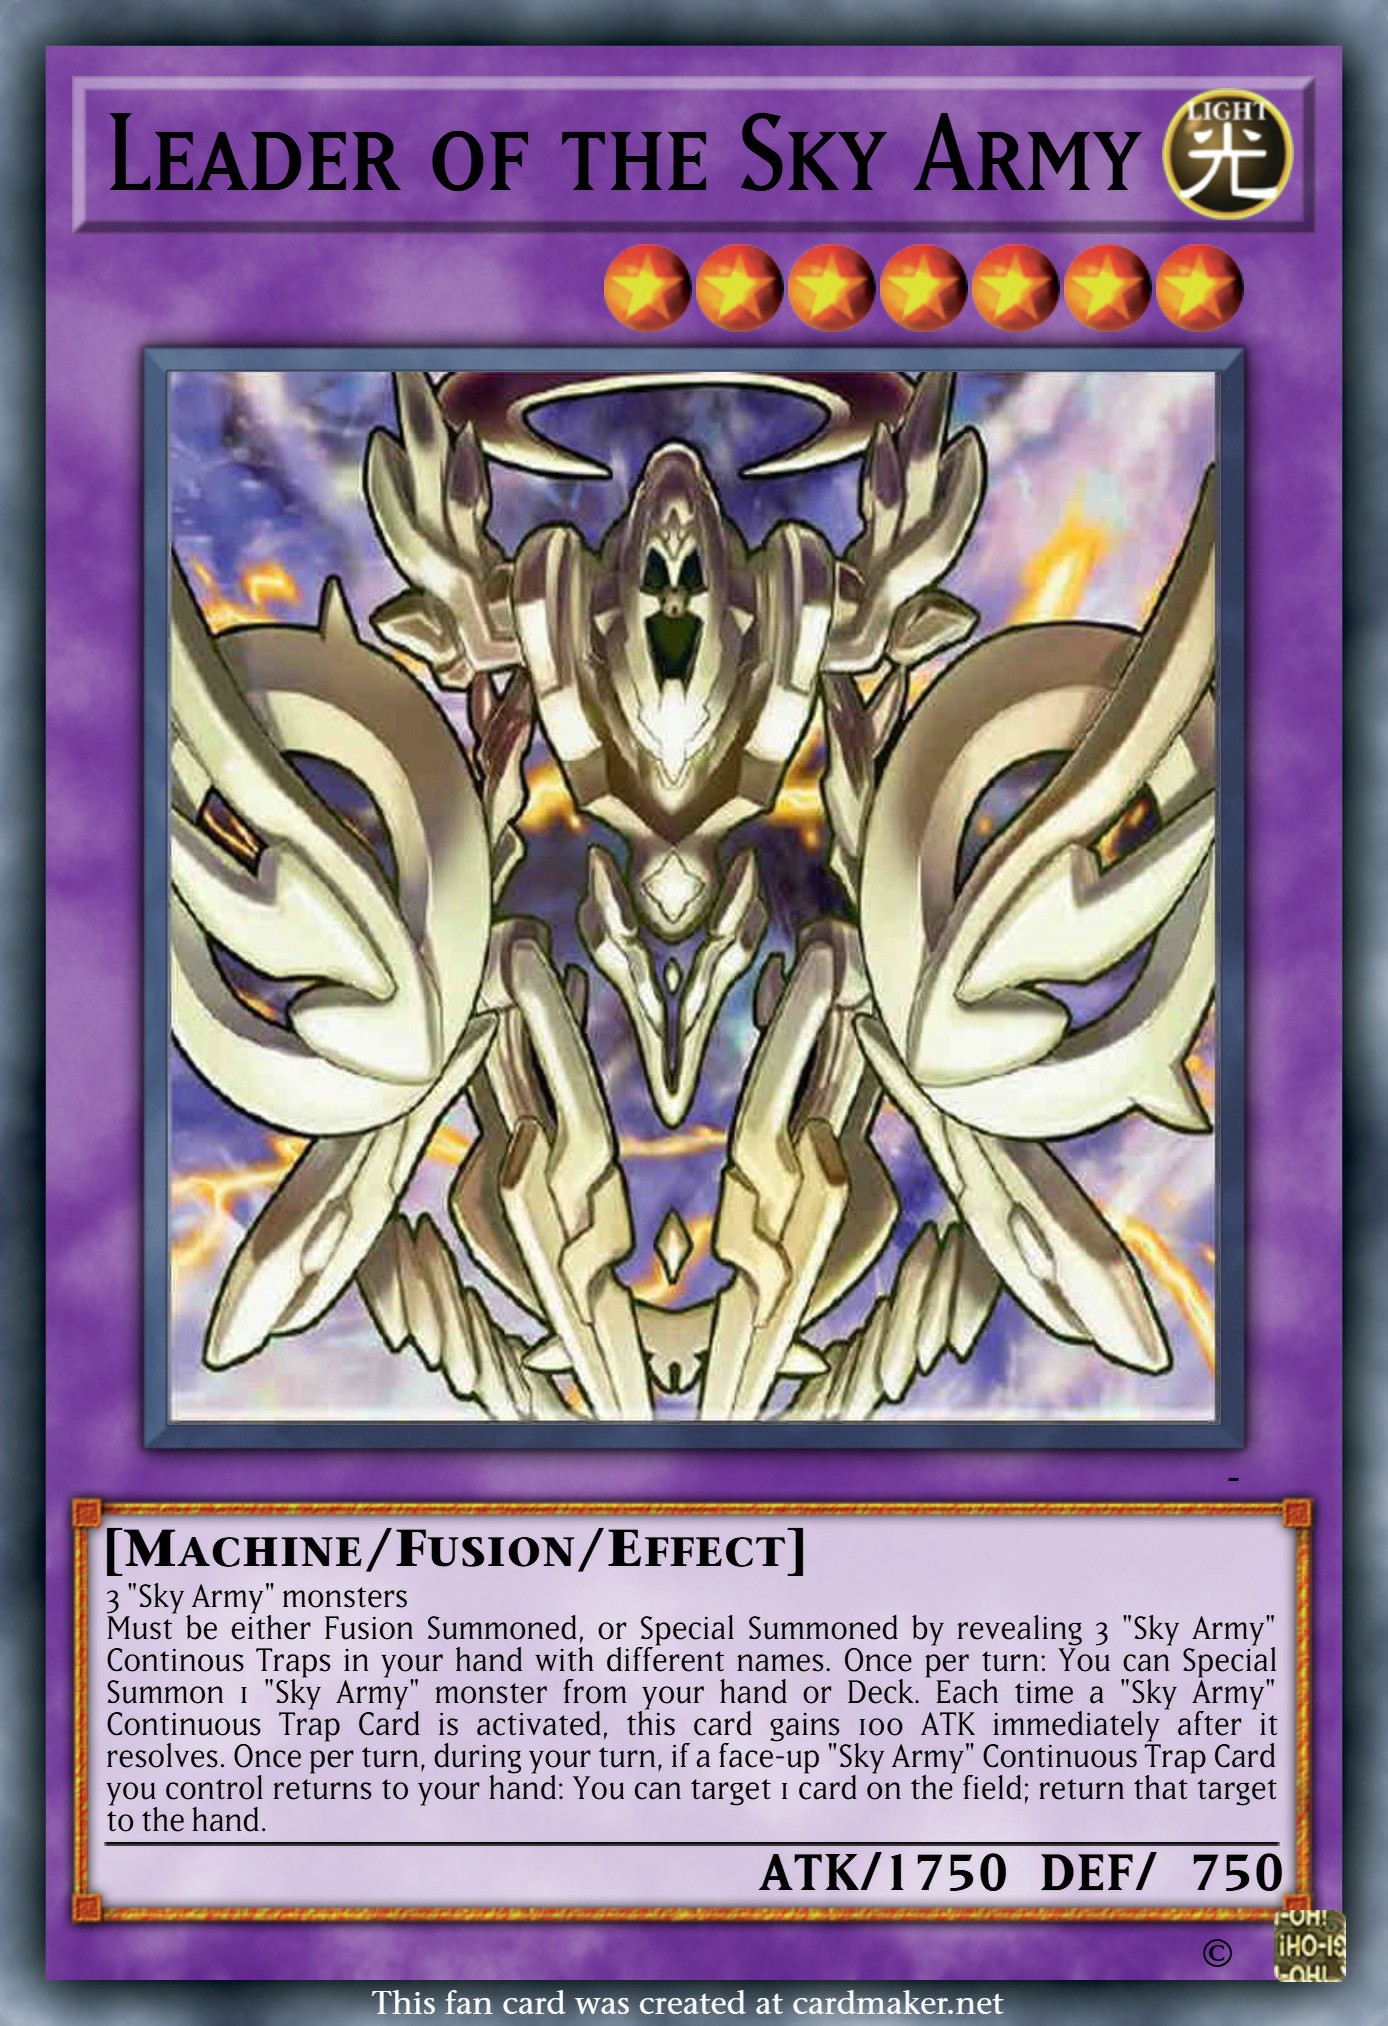 Leader of the Sky Army
LIGHT
光
-
[Machine/Fusion/Effect]
3 "Sky Army" monsters
Must be either Fusion Summoned, or Special Summoned by revealing 3 "Sky Army"
Continous Traps in your hand with different names. Once per turn: You can Special
Summon 1 "Sky Army" monster from your hand or Deck. Each time a "Sky Army"
Continuous Trap Card is activated, this card gains 100 ATK immediately after it
resolves. Once per turn, during your turn, if a face-up "Sky Army" Continuous Trap Card
you control returns to your hand: You can target 1 card on the field; return that target
to the hand.
ATK/1750 DEF/ 750
©
This fan card was created at cardmaker.net